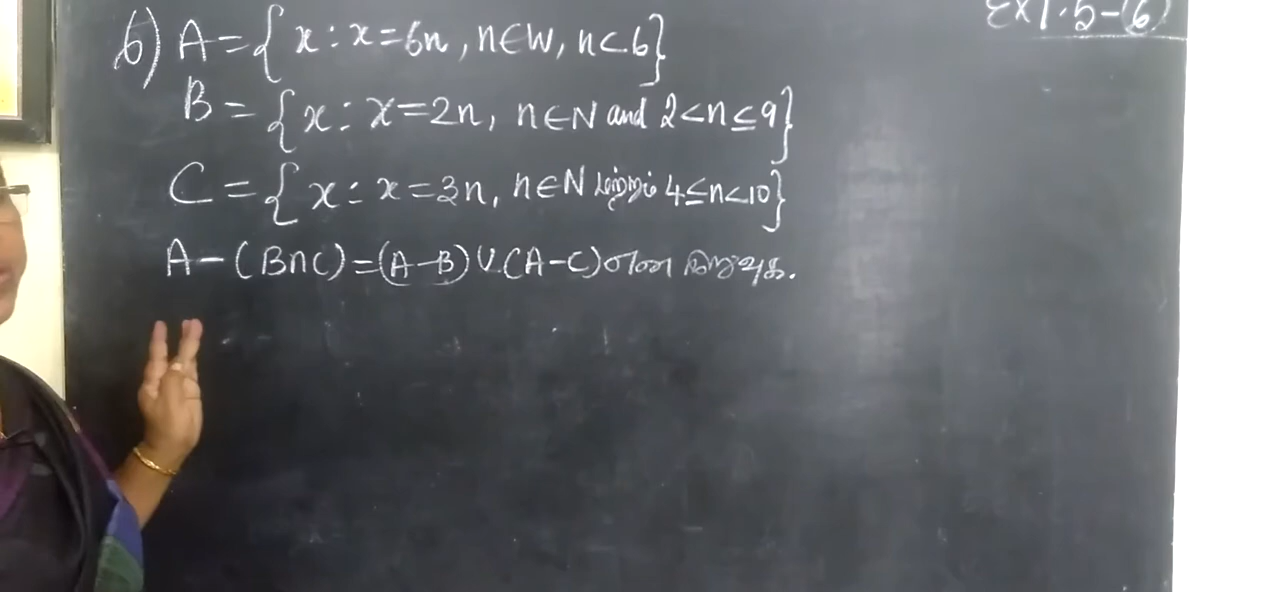 Ex 1.5-(6)
6) A = { x : x = 6n , n ∈ W, n < 6}
B = { x : x = 2n, n ∈ N and 2 < n ≤ 9}
C = { x : x = 3n, n ∈ N மற்றும் 4 ≤ n < 10}
A - (B∩C) = (A-B) ∪ (A-C) என நிறுவுக.